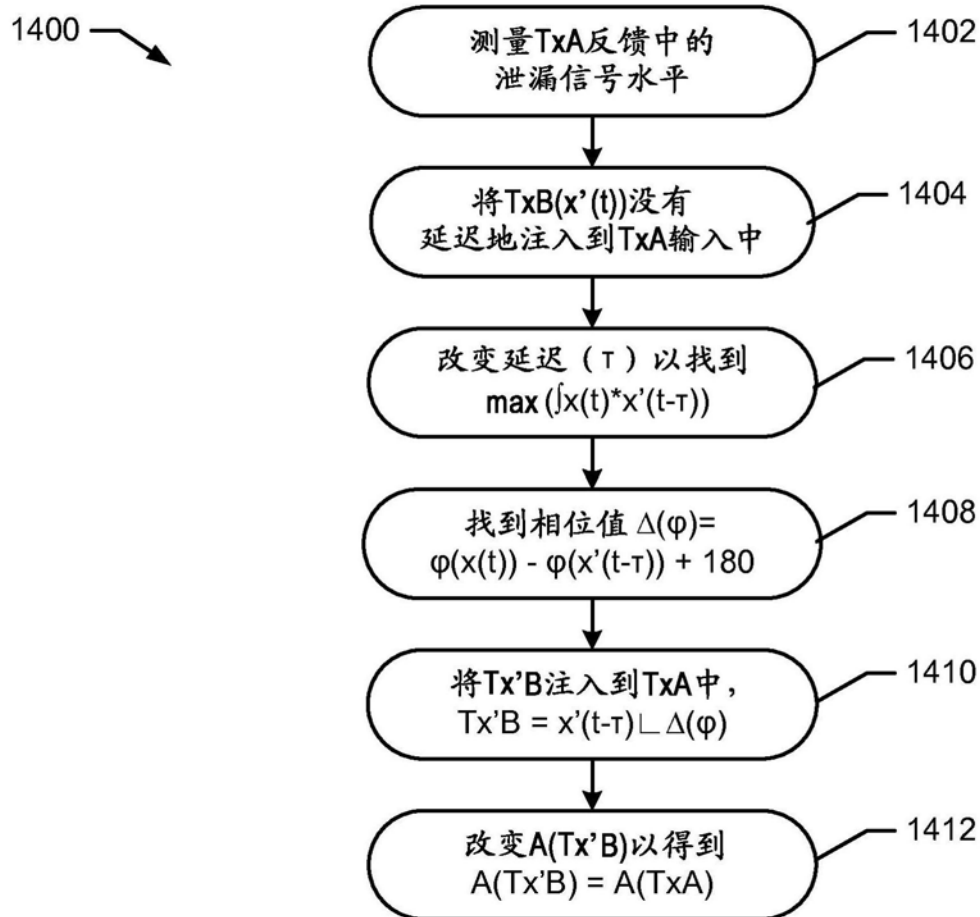 1400
测量TxA反馈中的
泄漏信号水平
1402
将TxB(x’(t))没有
延迟地注入到TxA输入中
1404
改变延迟（τ）以找到
max (∫x(t)*x’(t-τ))
1406
找到相位值 Δ(φ)=
φ(x(t)) - φ(x’(t-τ)) + 180
1408
将Tx’B注入到TxA中，
Tx’B = x’(t-τ)∟Δ(φ)
1410
改变A(Tx’B)以得到
A(Tx’B) = A(TxA)
1412